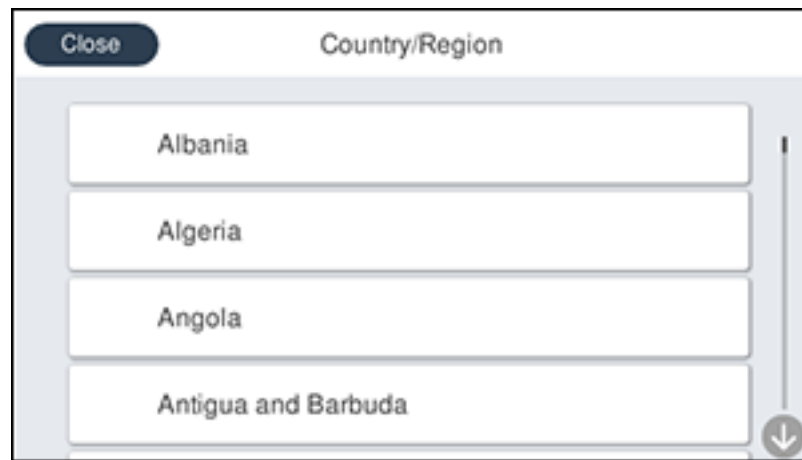 Close
Country/Region
Albania
Algeria
Angola
Antigua and Barbuda